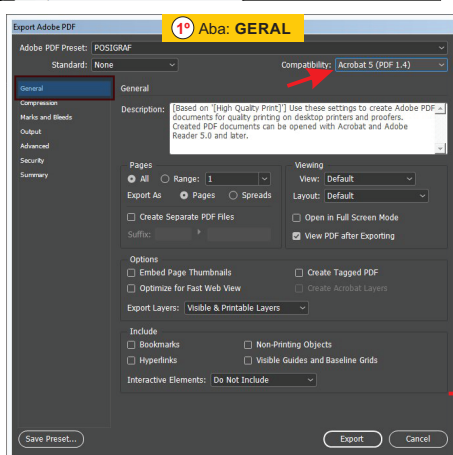 1º Aba: GERAL
Export Adobe PDF
Adobe PDF Preset: POSIGRAF
Standard: None Compatibility: Acrobat 5 (PDF 1.4)
General
Compression
Marks and Bleeds
Output
Advanced
Security
Summary
General
Description: [Based on '[High Quality Print]'] Use these settings to create Adobe PDF
documents for quality printing on desktop printers and proofers.
Created PDF documents can be opened with Acrobat and Adobe
Reader 5.0 and later.
Pages
All Range: 1
Export As Pages Spreads
Create Separate PDF Files
Suffix:
Viewing
View: Default
Layout: Default
Open in Full Screen Mode
View PDF after Exporting
Options
Embed Page Thumbnails Create Tagged PDF
Optimize for Fast Web View Create Acrobat Layers
Export Layers: Visible & Printable Layers
Include
Bookmarks Non-Printing Objects
Hyperlinks Visible Guides and Baseline Grids
Interactive Elements: Do Not Include
Save Preset... Export Cancel